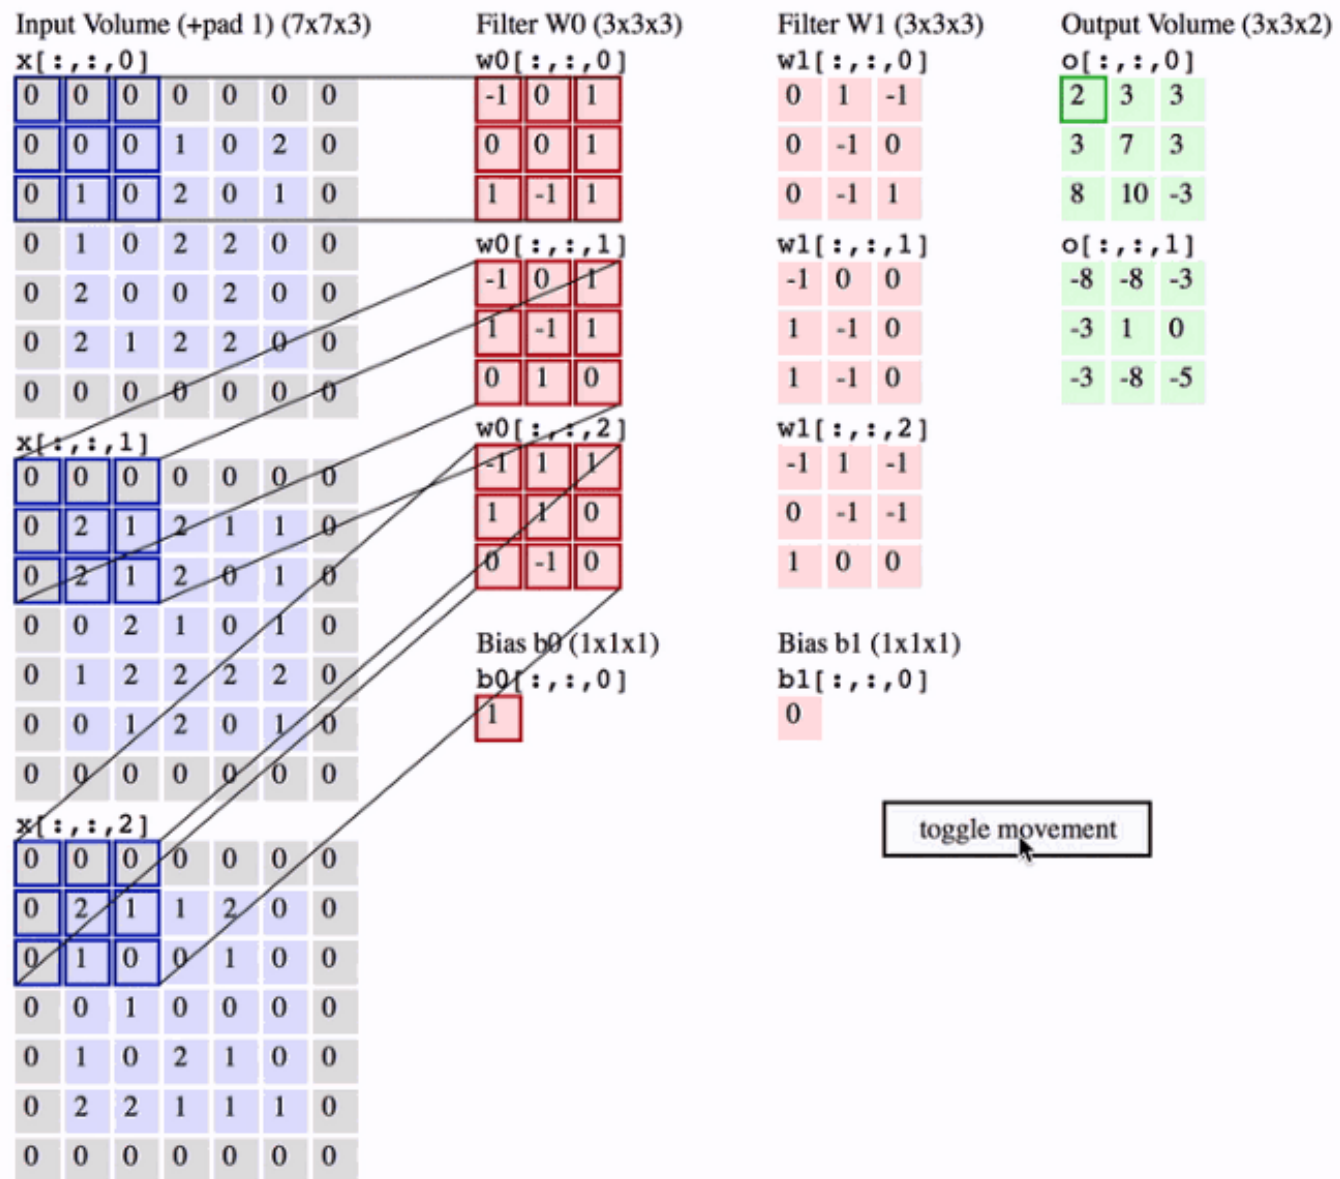 Input Volume (+pad 1) (7x7x3)
x[:,:,0]
0 0 0 0 0 0 0
0 0 0 1 0 2 0
0 1 0 2 0 1 0
0 1 0 2 2 0 0
0 2 0 0 2 0 0
0 2 1 2 2 0 0
0 0 0 0 0 0 0
x[:,:,1]
0 0 0 0 0 0 0
0 2 1 2 1 1 0
0 2 1 2 0 1 0
0 0 2 1 0 1 0
0 1 2 2 2 2 0
0 0 1 2 0 1 0
0 0 0 0 0 0 0
x[:,:,2]
0 0 0 0 0 0 0
0 2 1 1 2 0 0
0 1 0 0 1 0 0
0 0 1 0 0 0 0
0 1 0 2 1 0 0
0 2 2 1 1 1 0
0 0 0 0 0 0 0
Filter W0 (3x3x3)
w0[:,:,0]
-1 0 1
0 0 1
1 -1 1
w0[:,:,1]
-1 0 1
1 -1 1
0 1 0
w0[:,:,2]
-1 1 1
1 1 0
0 -1 0
Bias b0 (1x1x1)
b0[:,:,0]
1
Filter W1 (3x3x3)
w1[:,:,0]
0 1 -1
0 -1 0
0 -1 1
w1[:,:,1]
-1 0 0
1 -1 0
1 -1 0
w1[:,:,2]
-1 1 -1
0 -1 -1
1 0 0
Bias b1 (1x1x1)
b1[:,:,0]
0
Output Volume (3x3x2)
o[:,:,0]
2 3 3
3 7 3
8 10 -3
o[:,:,1]
-8 -8 -3
-3 1 0
-3 -8 -5
toggle movement